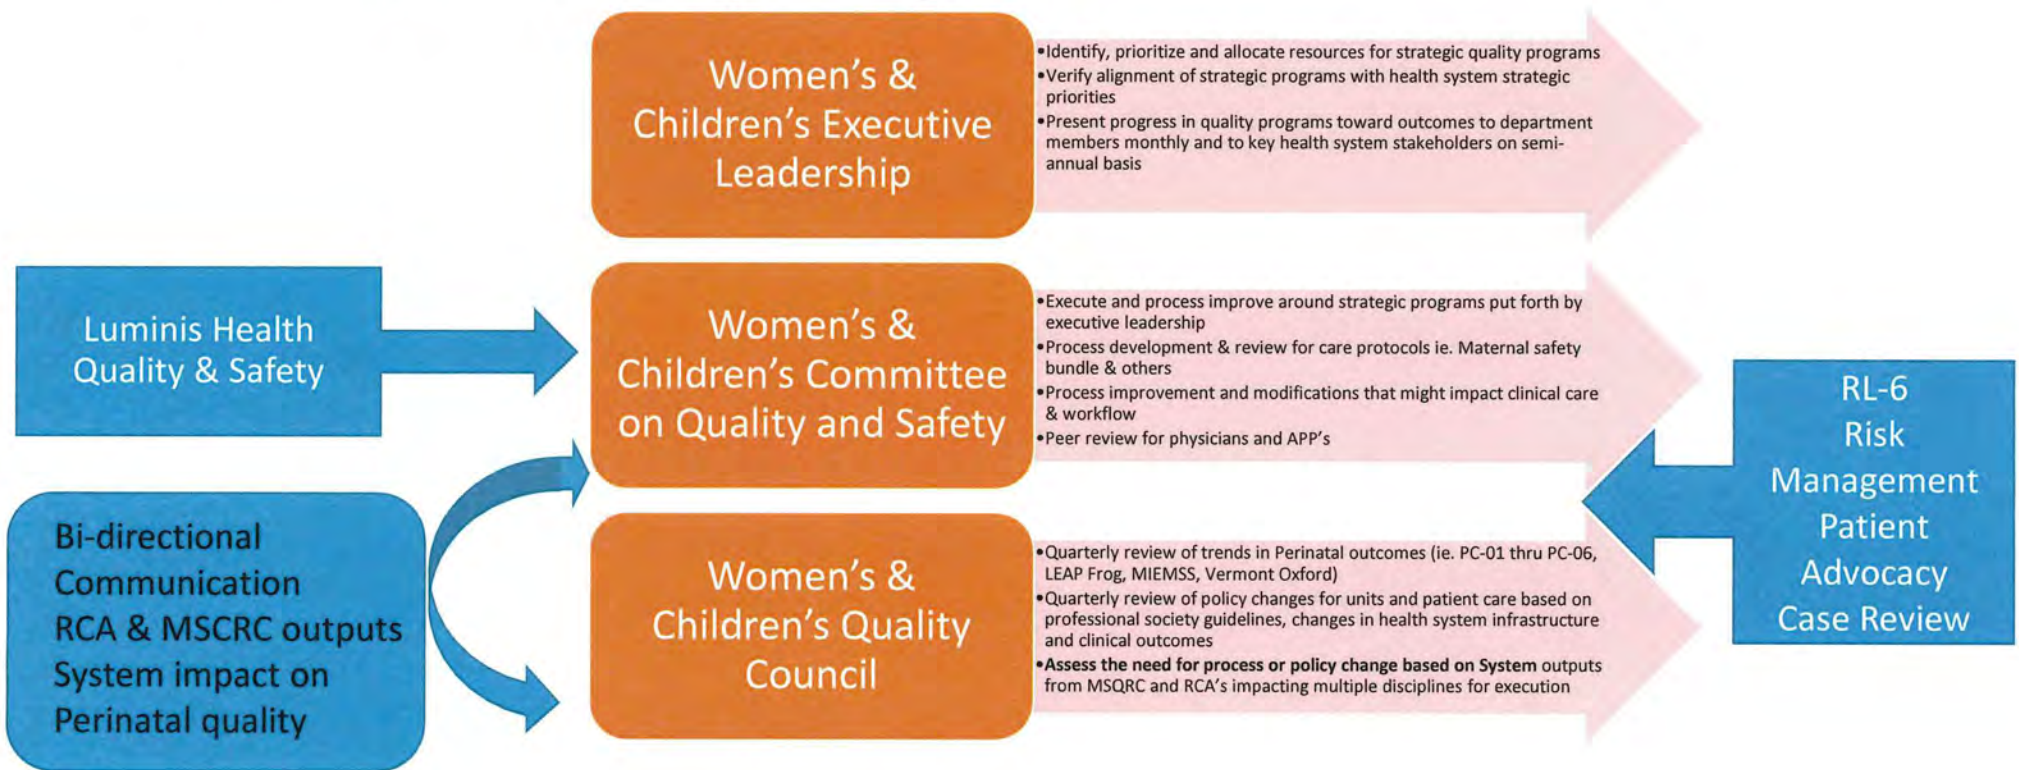 Women's &
Children's Executive
Leadership
•Identify, prioritize and allocate resources for strategic quality programs
•Verify alignment of strategic programs with health system strategic
priorities
•Present progress in quality programs toward outcomes to department
members monthly and to key health system stakeholders on semi-
annual basis
Luminis Health
Quality & Safety
Women's &
Children's Committee
on Quality and Safety
•Execute and process improve around strategic programs put forth by
executive leadership
•Process development & review for care protocols ie. Maternal safety
bundle & others
•Process improvement and modifications that might impact clinical care
& workflow
•Peer review for physicians and APP's
Bi-directional
Communication
RCA & MSCRC outputs
System impact on
Perinatal quality
Women's &
Children's Quality
Council
•Quarterly review of trends in Perinatal outcomes (ie. PC-01 thru PC-06,
LEAP Frog, MIEMSS, Vermont Oxford)
•Quarterly review of policy changes for units and patient care based on
professional society guidelines, changes in health system infrastructure
and clinical outcomes
•Assess the need for process or policy change based on System outputs
from MSQRC and RCA's impacting multiple disciplines for execution
RL-6
Risk
Management
Patient
Advocacy
Case Review